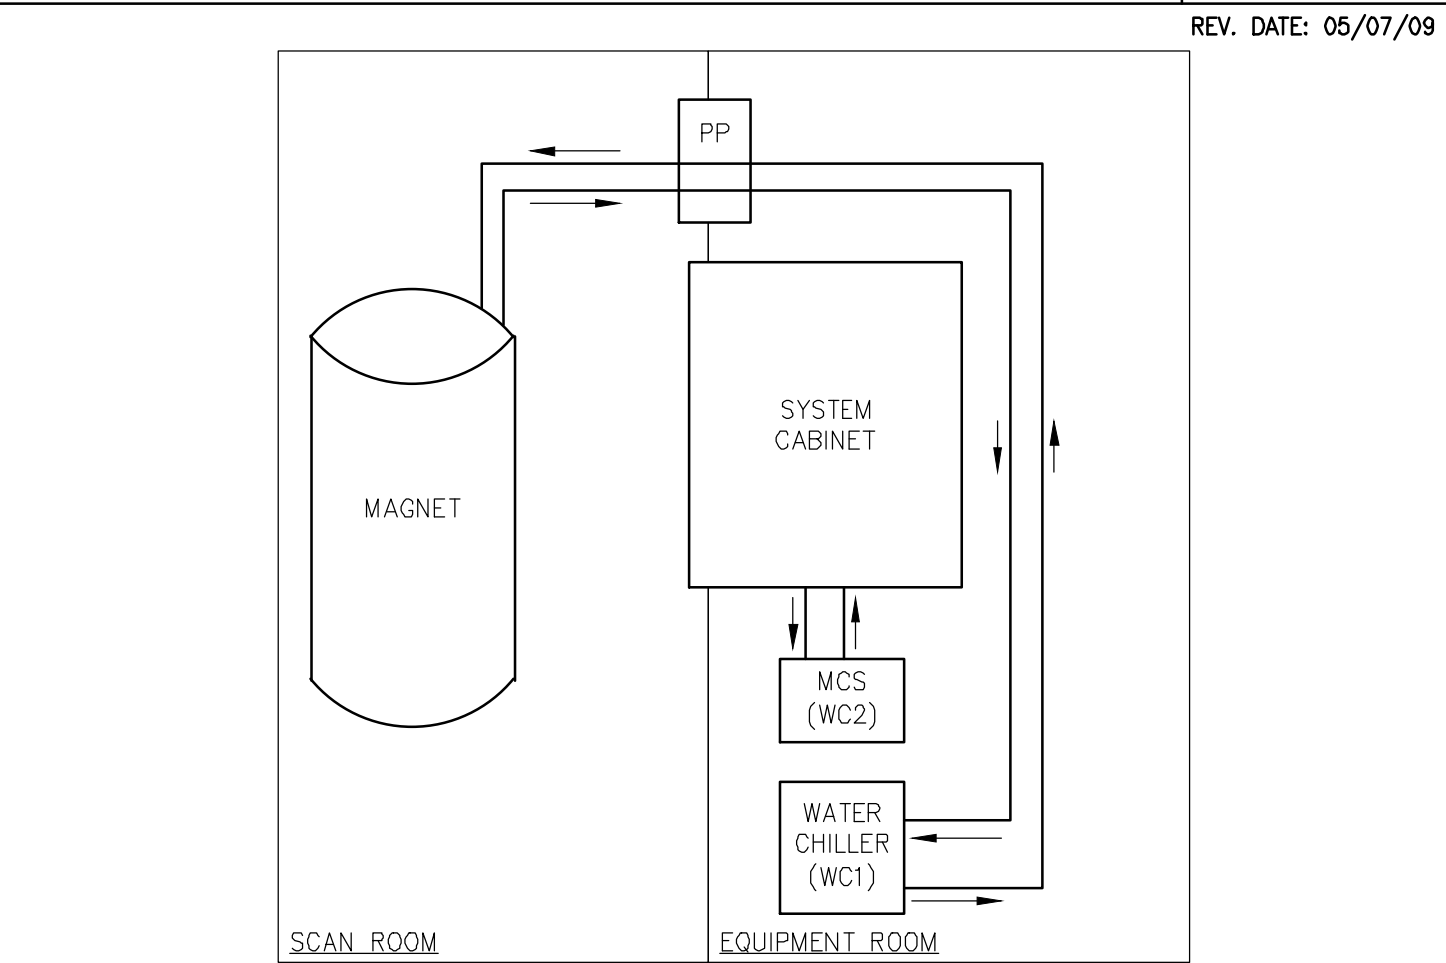 REV. DATE: 05/07/09
PP
SYSTEM
CABINET
MAGNET
MCS
(WC2)
WATER
CHILLER
(WC1)
SCAN ROOM
EQUIPMENT ROOM